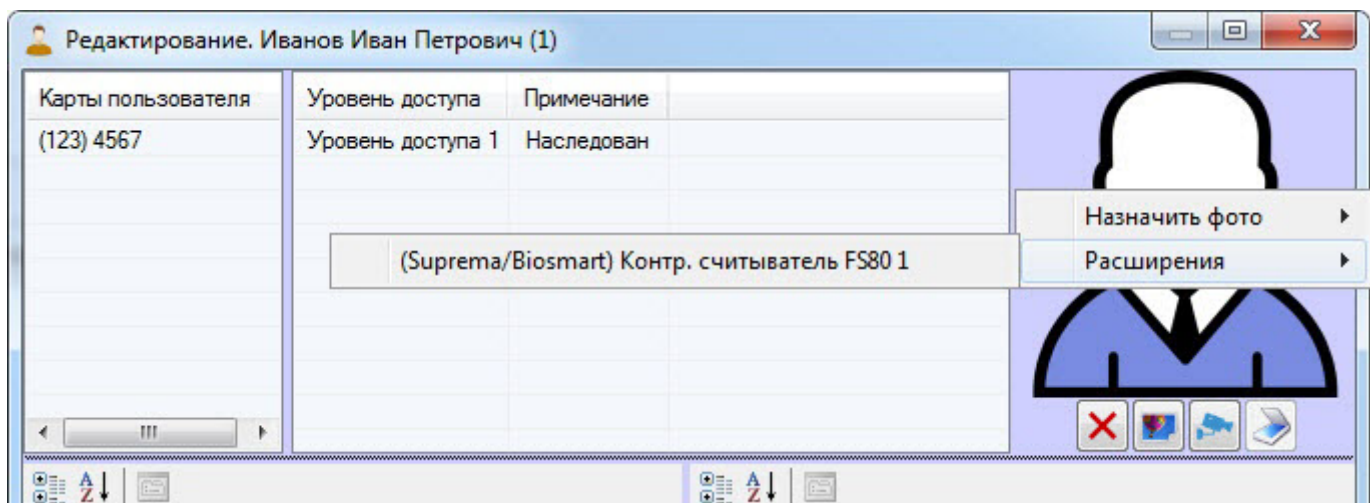 Редактирование. Иванов Иван Петрович (1)
Карты пользователя Уровень доступа Примечание
(123) 4567 Уровень доступа 1 Наследован
Назначить фото
(Suprema/Biosmart) Контр. считыватель FS80 1 Расширения
A
Z
A
Z